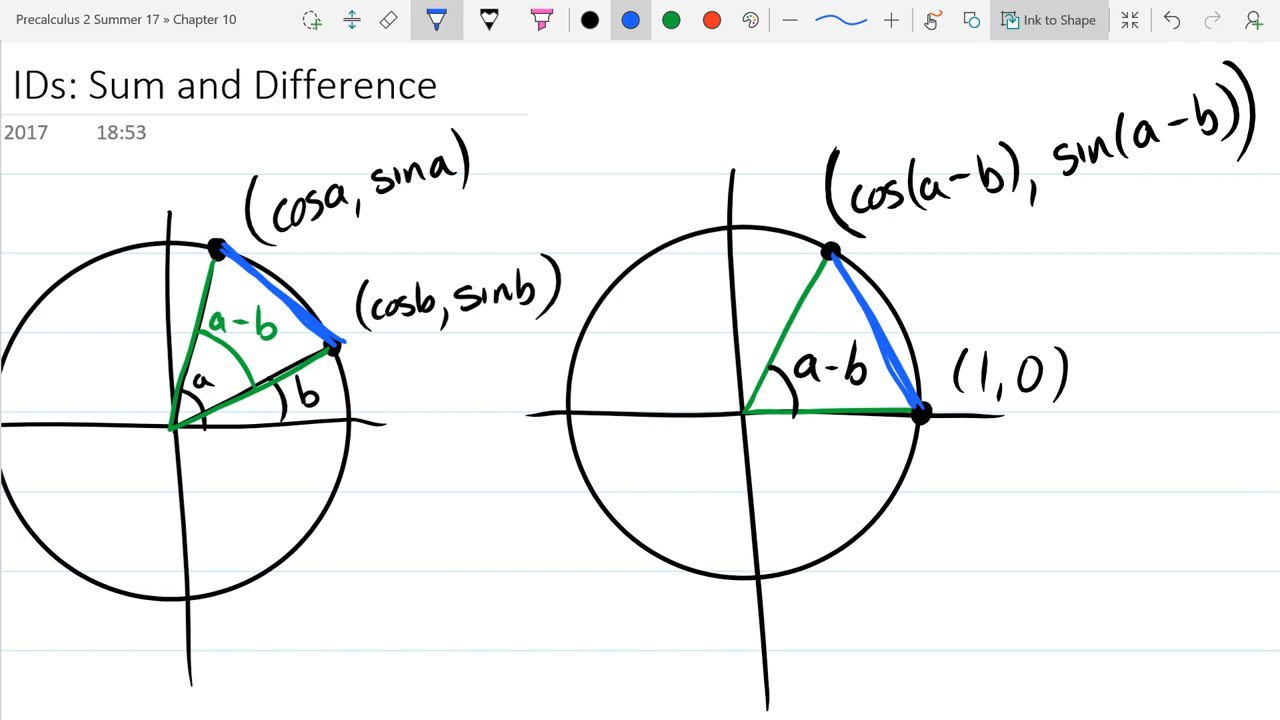 Precalculus 2 Summer 17 » Chapter 10
Ink to Shape
IDs: Sum and Difference
2017 18:53
(cosa, sina)
(cosb, sinb)
a-b
a
b
(cos(a-b), sin(a-b))
a-b
(1,0)